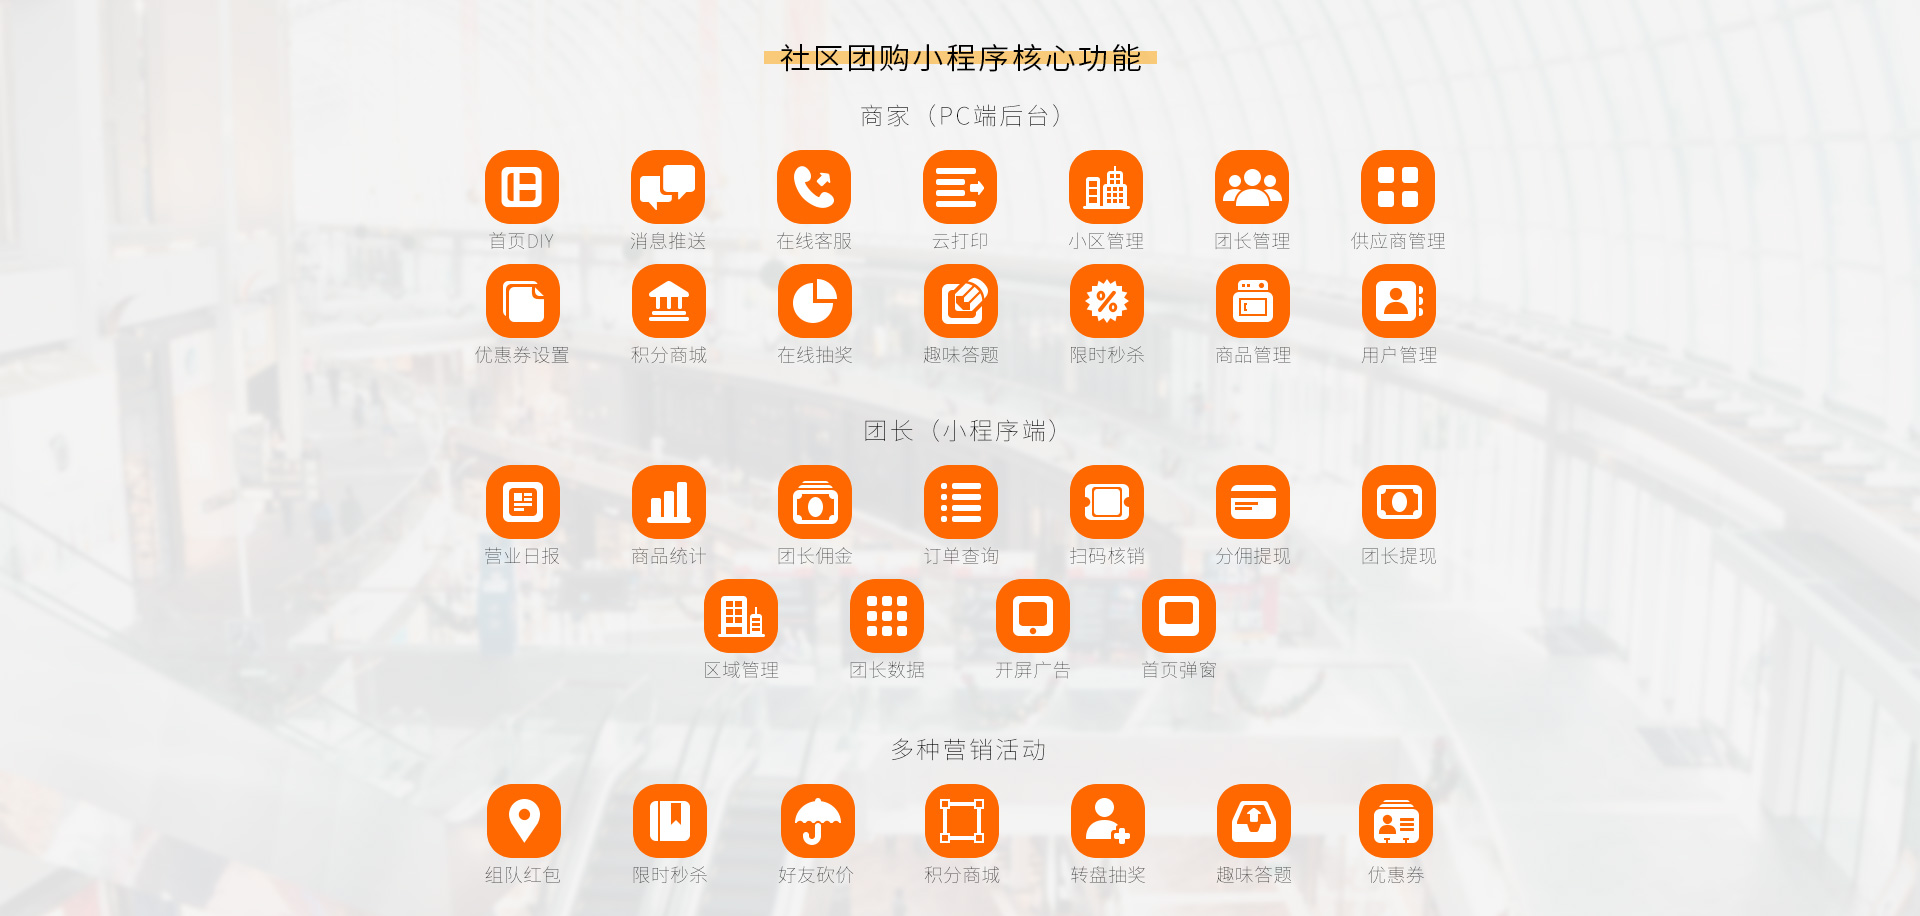 社区团购小程序核心功能
商家（PC端后台）
首页DIY 消息推送 在线客服 云打印 小区管理 团长管理 供应商管理
优惠券设置 积分商城 在线抽奖 趣味答题 限时秒杀 商品管理 用户管理
团长（小程序端）
营业日报 商品统计 团长佣金 订单查询 扫码核销 分佣提现 团长提现
区域管理 团长数据 开屏广告 首页弹窗
多种营销活动
组队红包 限时秒杀 好友砍价 积分商城 转盘抽奖 趣味答题 优惠券